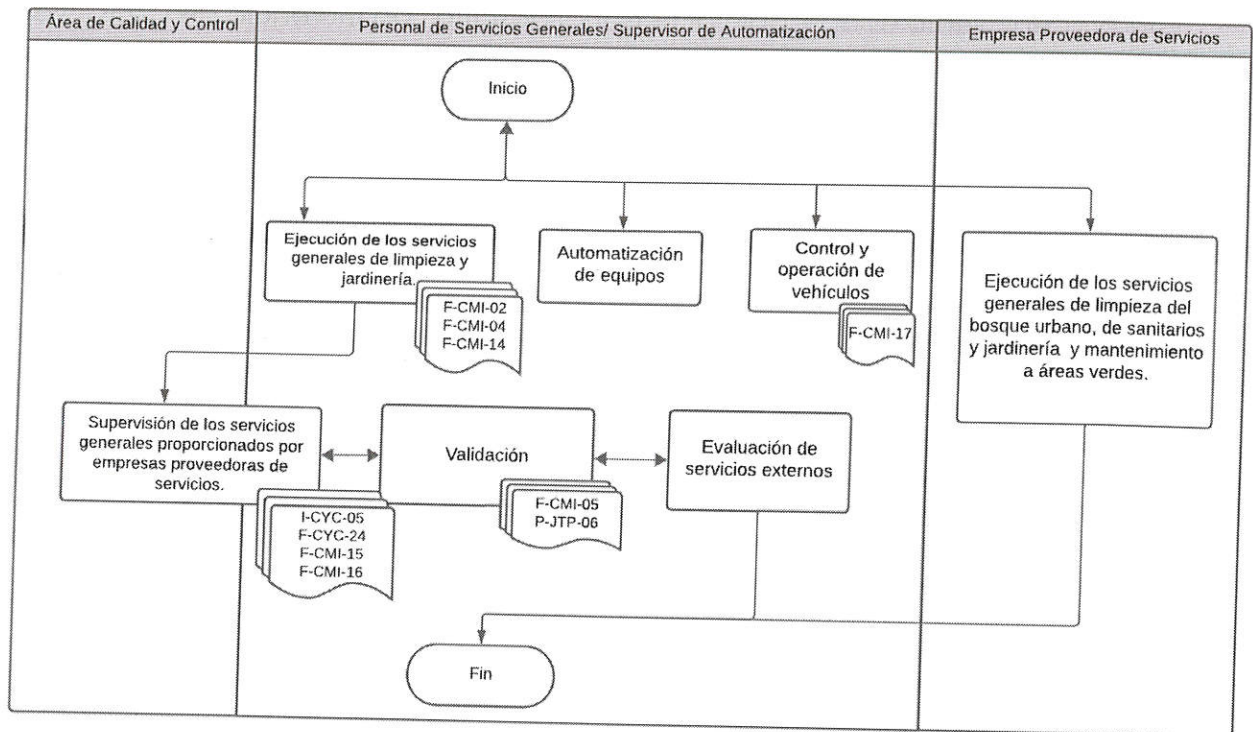 Área de Calidad y Control
Personal de Servicios Generales/ Supervisor de Automatización
Empresa Proveedora de Servicios
Inicio
Ejecución de los servicios
generales de limpieza y
jardinería.
F-CMI-02
F-CMI-04
F-CMI-14
Automatización
de equipos
Control y
operación de
vehículos
F-CMI-17
Ejecución de los servicios
generales de limpieza del
bosque urbano, de sanitarios
y jardinería y mantenimiento
a áreas verdes.
Supervisión de los servicios
generales proporcionados por
empresas proveedoras de
servicios.
I-CYC-05
F-CYC-24
F-CMI-15
F-CMI-16
Validación
F-CMI-05
P-JTP-06
Evaluación de
servicios externos
Fin